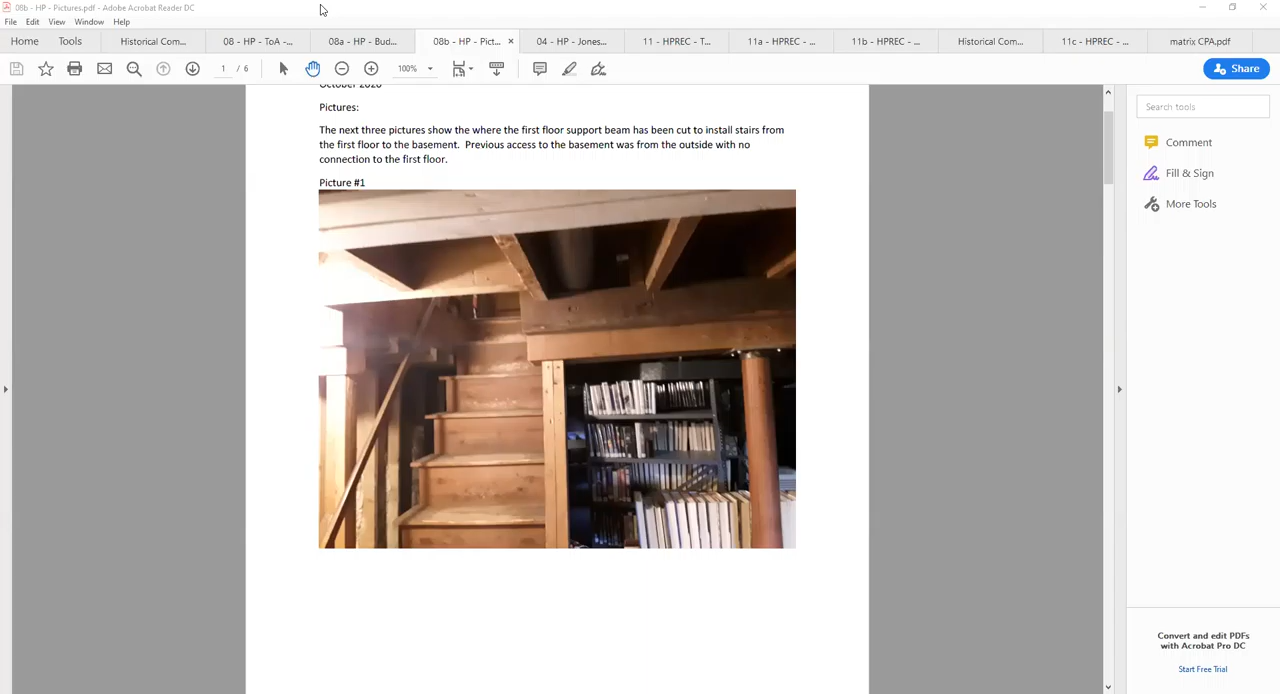 08b - HP - Pictures.pdf - Adobe Acrobat Reader DC
File Edit View Window Help
Home Tools Historical Com... 08 - HP - ToA -... 08a - HP - Bud... 08b - HP - Pict... × 04 - HP - Jones... 11 - HPREC - T... 11a - HPREC - ... 11b - HPREC - ... Historical Com... 11c - HPREC - ... matrix CPA.pdf
1 / 6 100% Share
October 2020
Pictures:
The next three pictures show the where the first floor support beam has been cut to install stairs from
the first floor to the basement. Previous access to the basement was from the outside with no
connection to the first floor.
Picture #1
Search tools
Comment
Fill & Sign
More Tools
Convert and edit PDFs
with Acrobat Pro DC
Start Free Trial